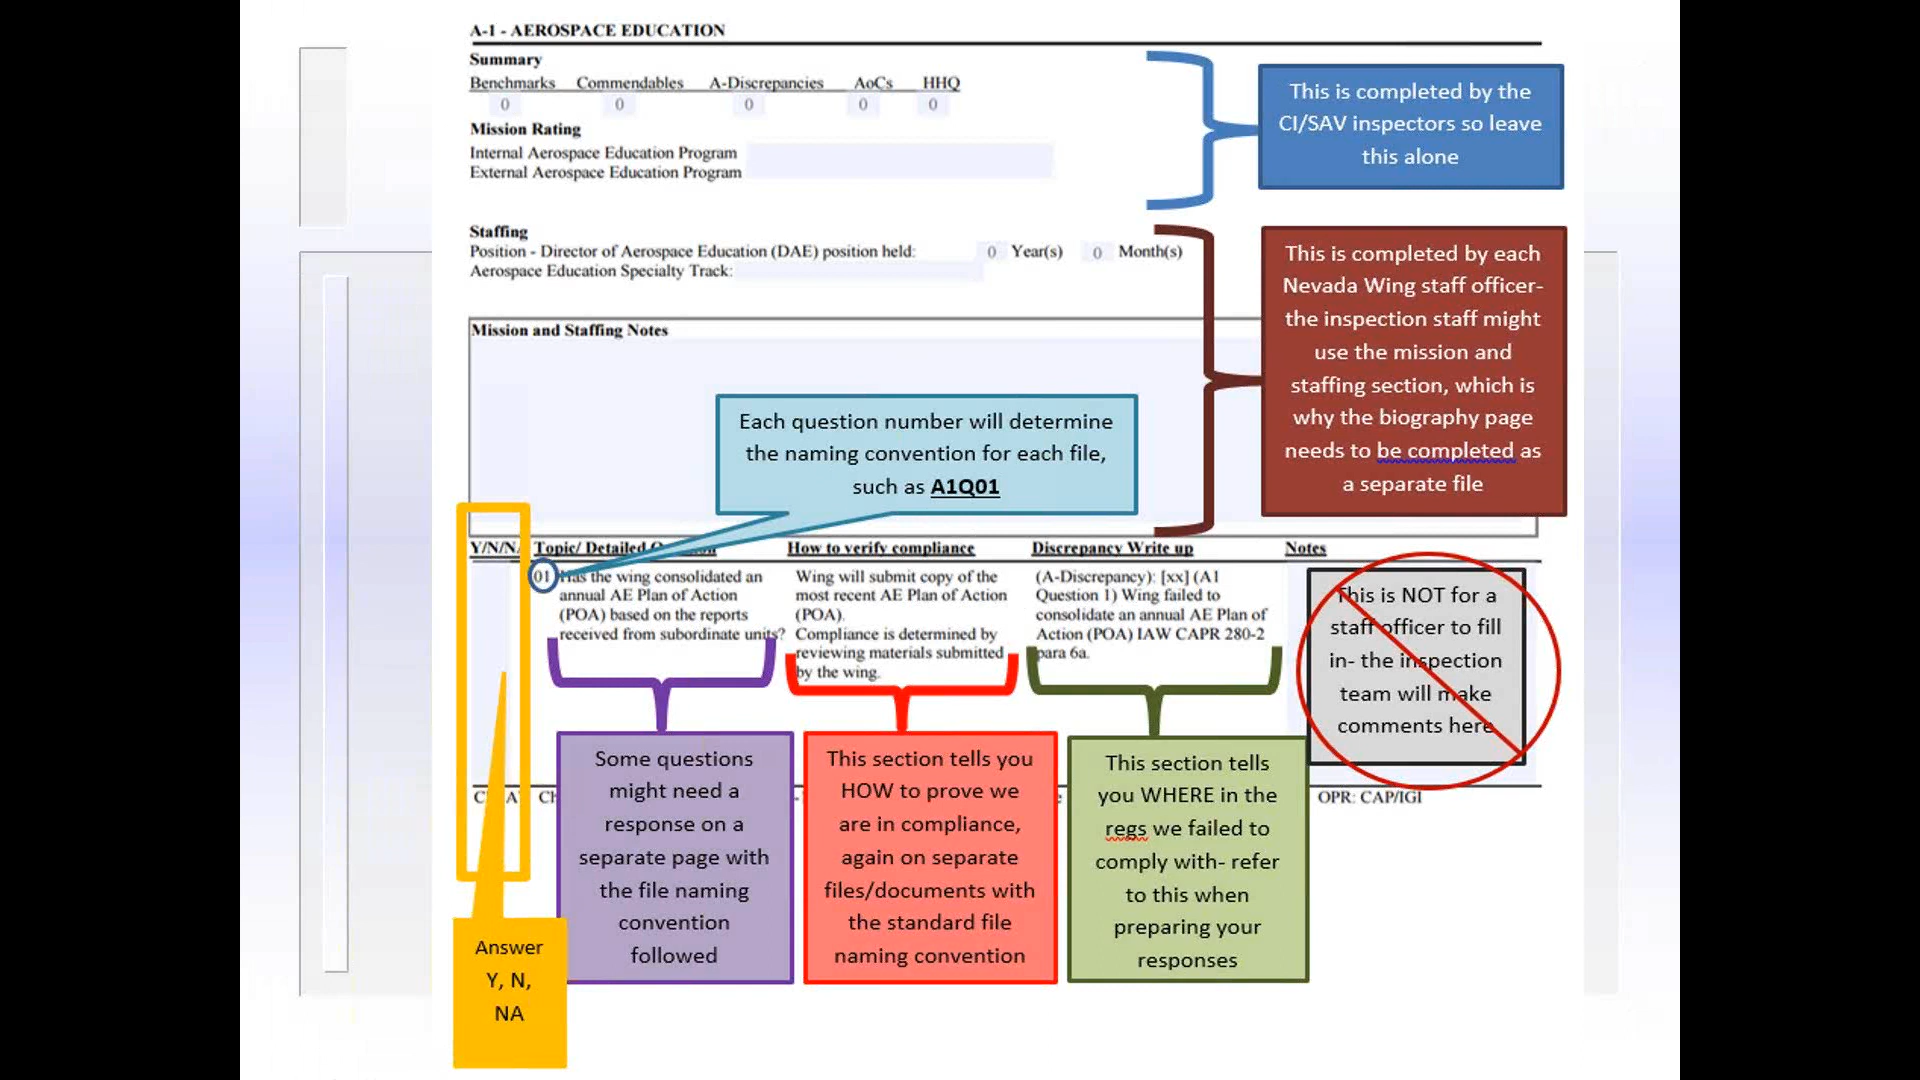 A-1 - AEROSPACE EDUCATION
Summary
Benchmarks Commendables A-Discrepancies AoCs HHQ
0 0 0 0 0
Mission Rating
Internal Aerospace Education Program
External Aerospace Education Program
This is completed by the
CI/SAV inspectors so leave
this alone
Staffing
Position - Director of Aerospace Education (DAE) position held: 0 Year(s) 0 Month(s)
Aerospace Education Specialty Track:
This is completed by each
Nevada Wing staff officer-
the inspection staff might
use the mission and
staffing section, which is
why the biography page
needs to be completed as
a separate file
Mission and Staffing Notes
Each question number will determine
the naming convention for each file,
such as A1Q01
Y/N/N Topic/ Detailed How to verify compliance Discrepancy Write up Notes
01 Has the wing consolidated an
annual AE Plan of Action
(POA) based on the reports
received from subordinate units?
Wing will submit copy of the
most recent AE Plan of Action
(POA).
Compliance is determined by
reviewing materials submitted
by the wing.
(A-Discrepancy): [xx] (A1
Question 1) Wing failed to
consolidate an annual AE Plan of
Action (POA) IAW CAPR 280-2
para 6a.
This is NOT for a
staff officer to fill
in- the inspection
team will make
comments here
OPR: CAP/IGI
Answer
Y, N,
NA
Some questions
might need a
response on a
separate page with
the file naming
convention
followed
This section tells you
HOW to prove we
are in compliance,
again on separate
files/documents with
the standard file
naming convention
This section tells
you WHERE in the
regs we failed to
comply with- refer
to this when
preparing your
responses